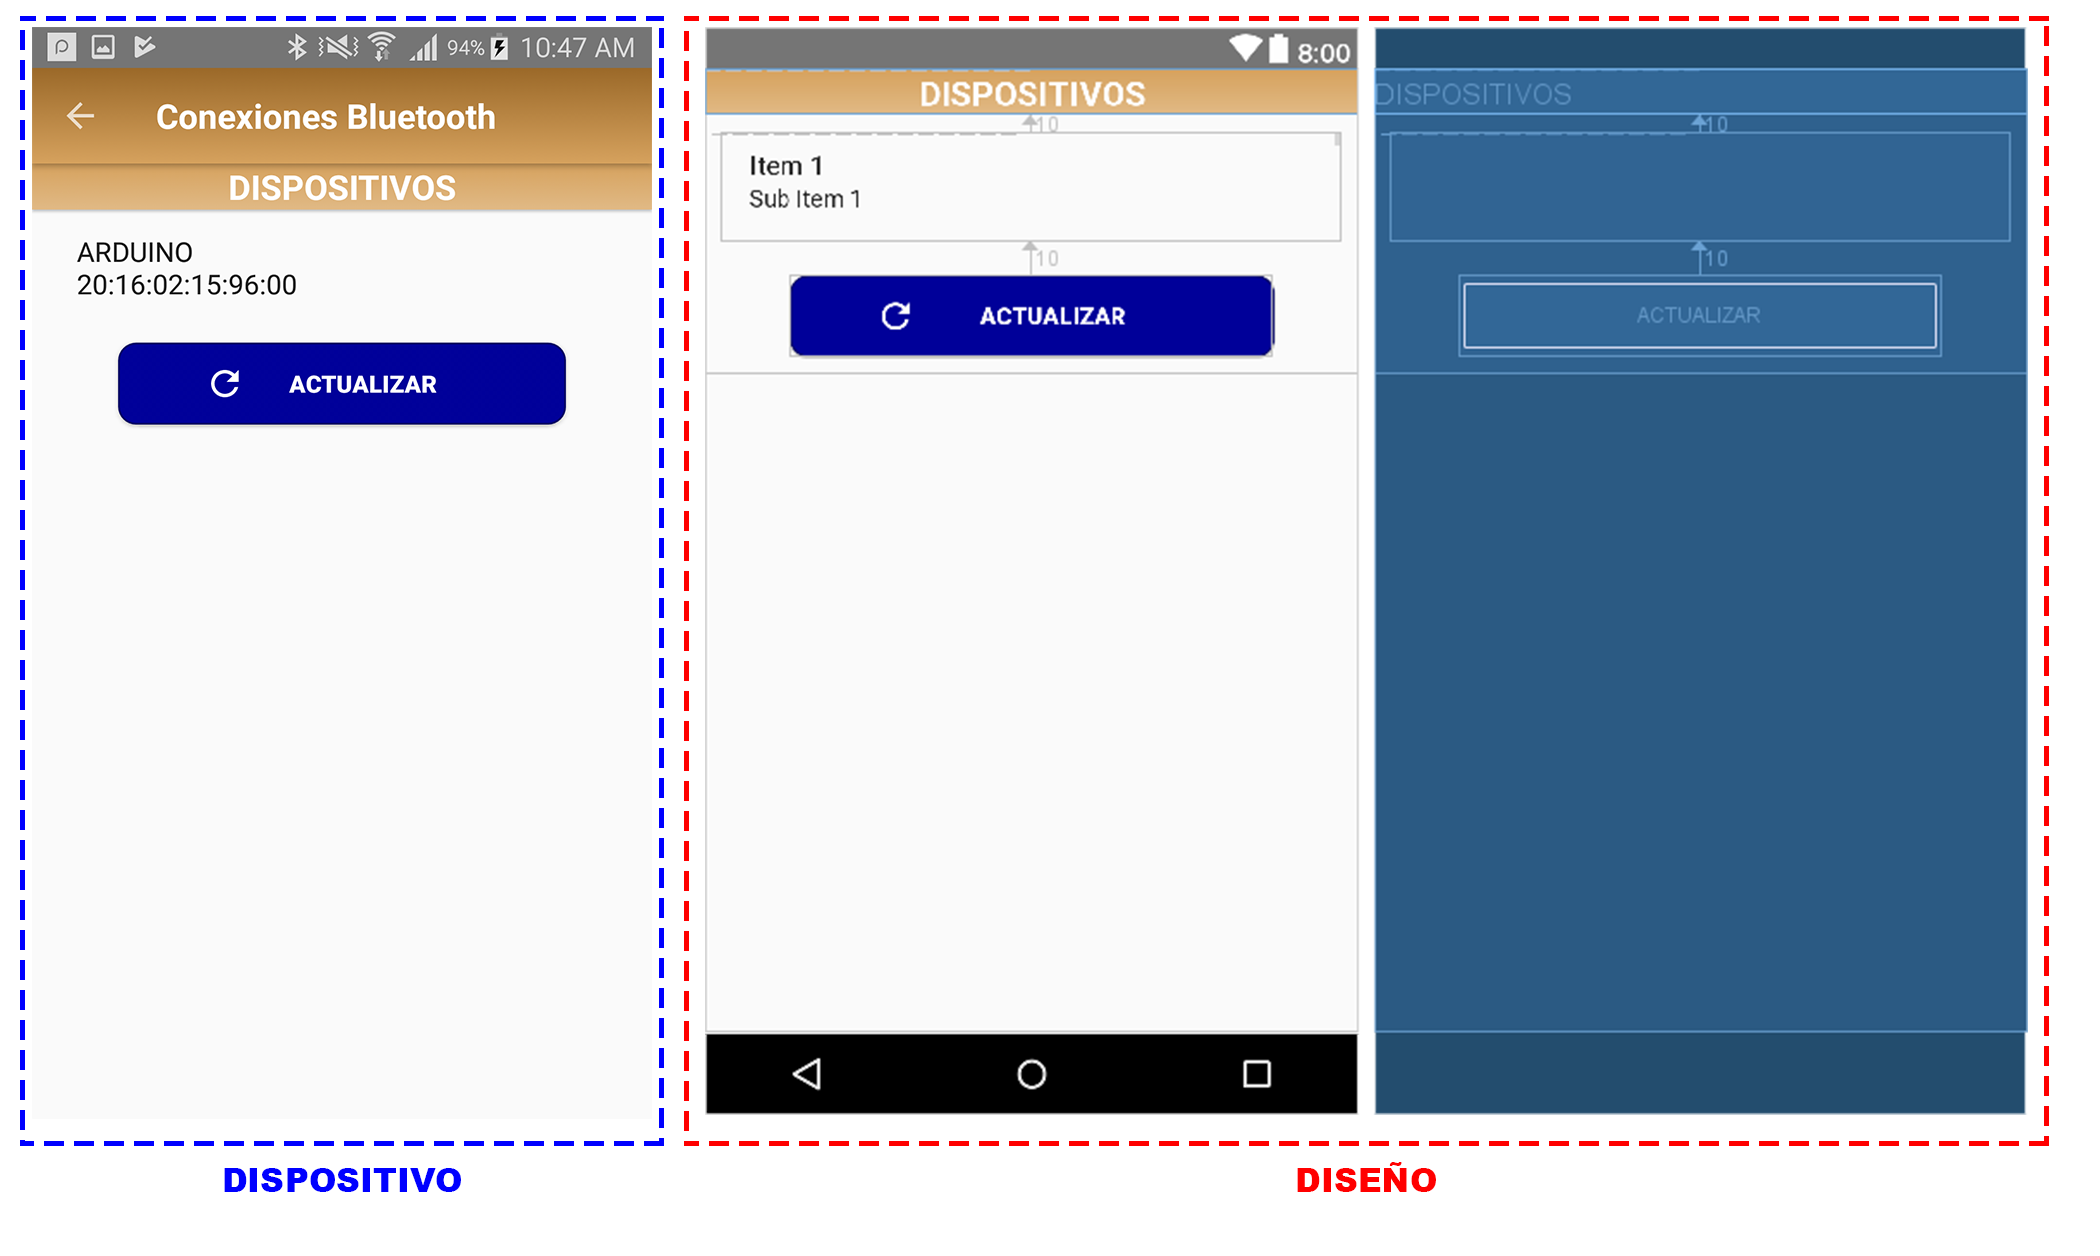 94% 10:47 AM
Conexiones Bluetooth
DISPOSITIVOS
ARDUINO
20:16:02:15:96:00
ACTUALIZAR
DISPOSITIVO
8:00
DISPOSITIVOS
10
Item 1
Sub Item 1
10
ACTUALIZAR
DISPOSITIVOS
10
10
ACTUALIZAR
DISEÑO